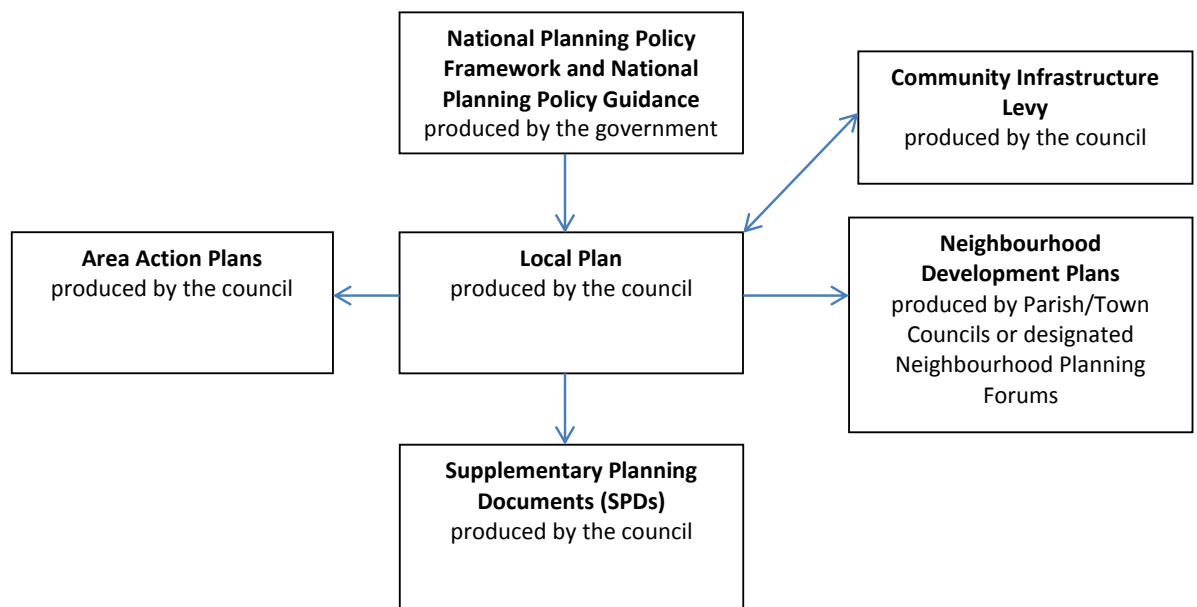 National Planning Policy
Framework and National
Planning Policy Guidance
produced by the government
Community Infrastructure
Levy
produced by the council
Area Action Plans
produced by the council
Local Plan
produced by the council
Neighbourhood
Development Plans
produced by Parish/Town
Councils or designated
Neighbourhood Planning
Forums
Supplementary Planning
Documents (SPDs)
produced by the council